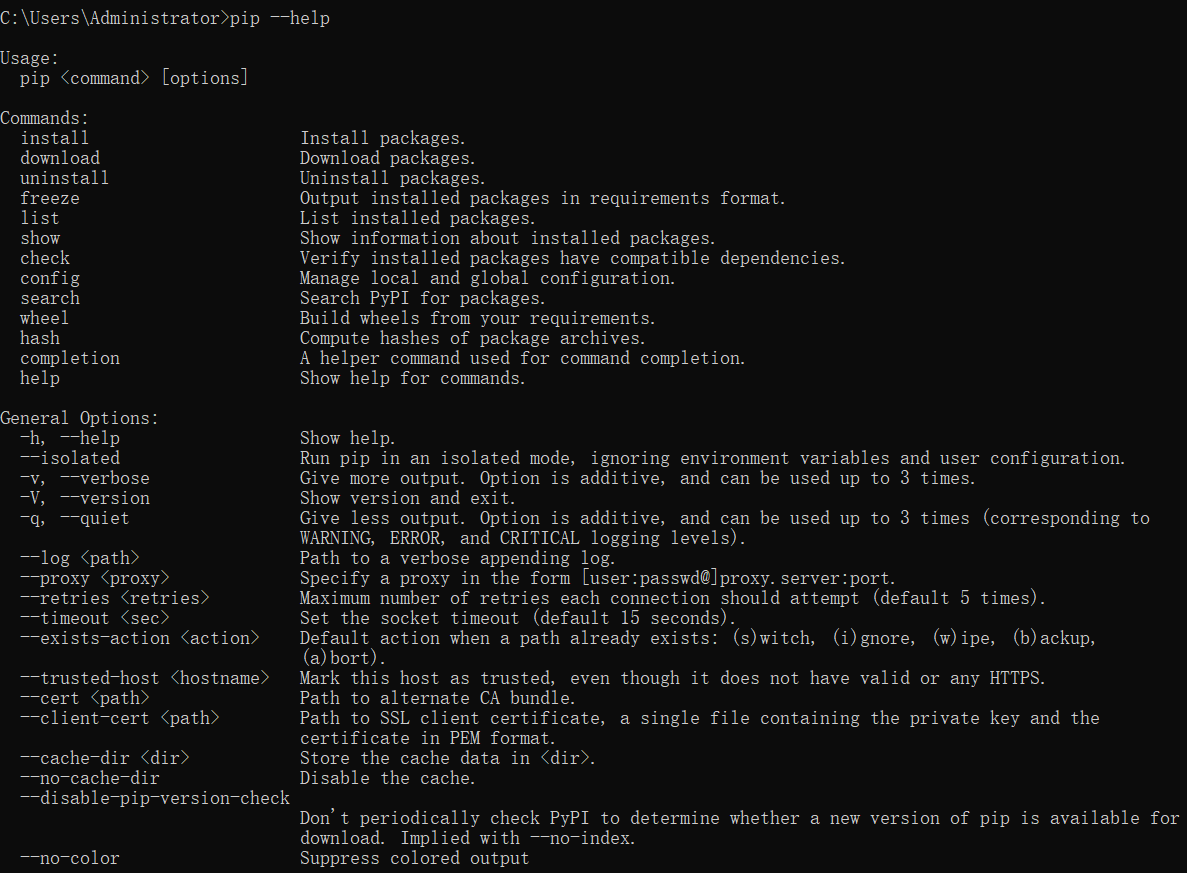 C:\Users\Administrator>pip --help
Usage:
pip <command> [options]
Commands:
install Install packages.
download Download packages.
uninstall Uninstall packages.
freeze Output installed packages in requirements format.
list List installed packages.
show Show information about installed packages.
check Verify installed packages have compatible dependencies.
config Manage local and global configuration.
search Search PyPI for packages.
wheel Build wheels from your requirements.
hash Compute hashes of package archives.
completion A helper command used for command completion.
help Show help for commands.
General Options:
-h, --help Show help.
--isolated Run pip in an isolated mode, ignoring environment variables and user configuration.
-v, --verbose Give more output. Option is additive, and can be used up to 3 times.
-V, --version Show version and exit.
-q, --quiet Give less output. Option is additive, and can be used up to 3 times (corresponding to
WARNING, ERROR, and CRITICAL logging levels).
--log <path> Path to a verbose appending log.
--proxy <proxy> Specify a proxy in the form [user:passwd@]proxy.server:port.
--retries <retries> Maximum number of retries each connection should attempt (default 5 times).
--timeout <sec> Set the socket timeout (default 15 seconds).
--exists-action <action> Default action when a path already exists: (s)witch, (i)gnore, (w)ipe, (b)ackup,
(a)bort).
--trusted-host <hostname> Mark this host as trusted, even though it does not have valid or any HTTPS.
--cert <path> Path to alternate CA bundle.
--client-cert <path> Path to SSL client certificate, a single file containing the private key and the
certificate in PEM format.
--cache-dir <dir> Store the cache data in <dir>.
--no-cache-dir Disable the cache.
--disable-pip-version-check
Don't periodically check PyPI to determine whether a new version of pip is available for
download. Implied with --no-index.
--no-color Suppress colored output